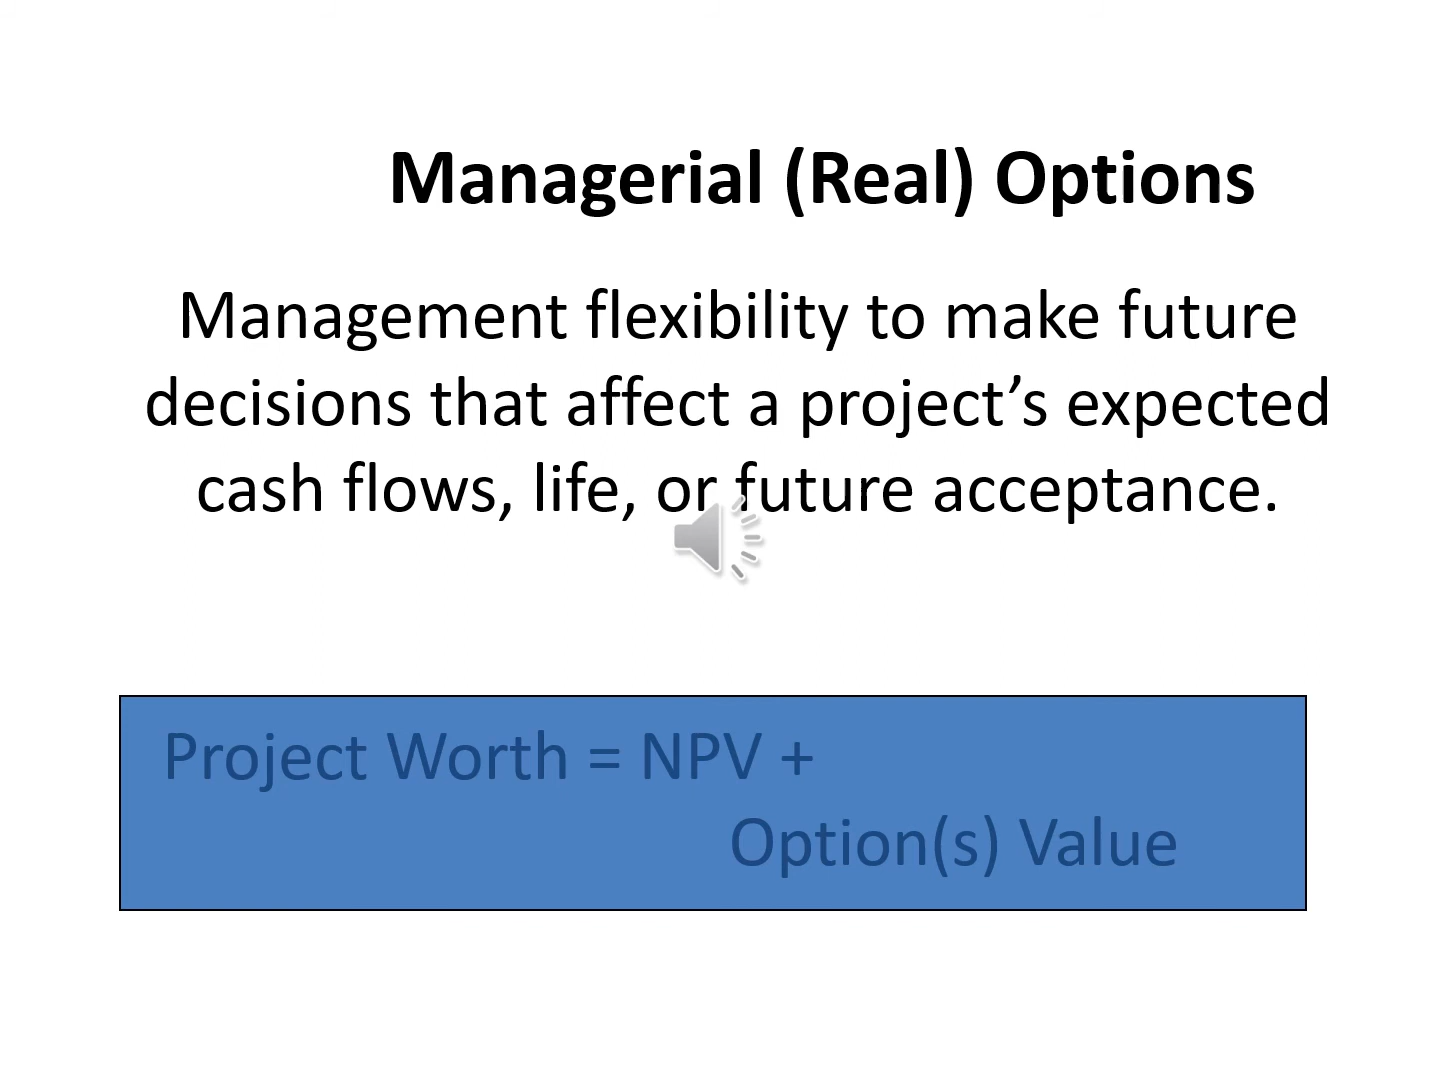 Managerial (Real) Options
Management flexibility to make future
decisions that affect a project’s expected
cash flows, life, or future acceptance.
Project Worth = NPV +
Option(s) Value